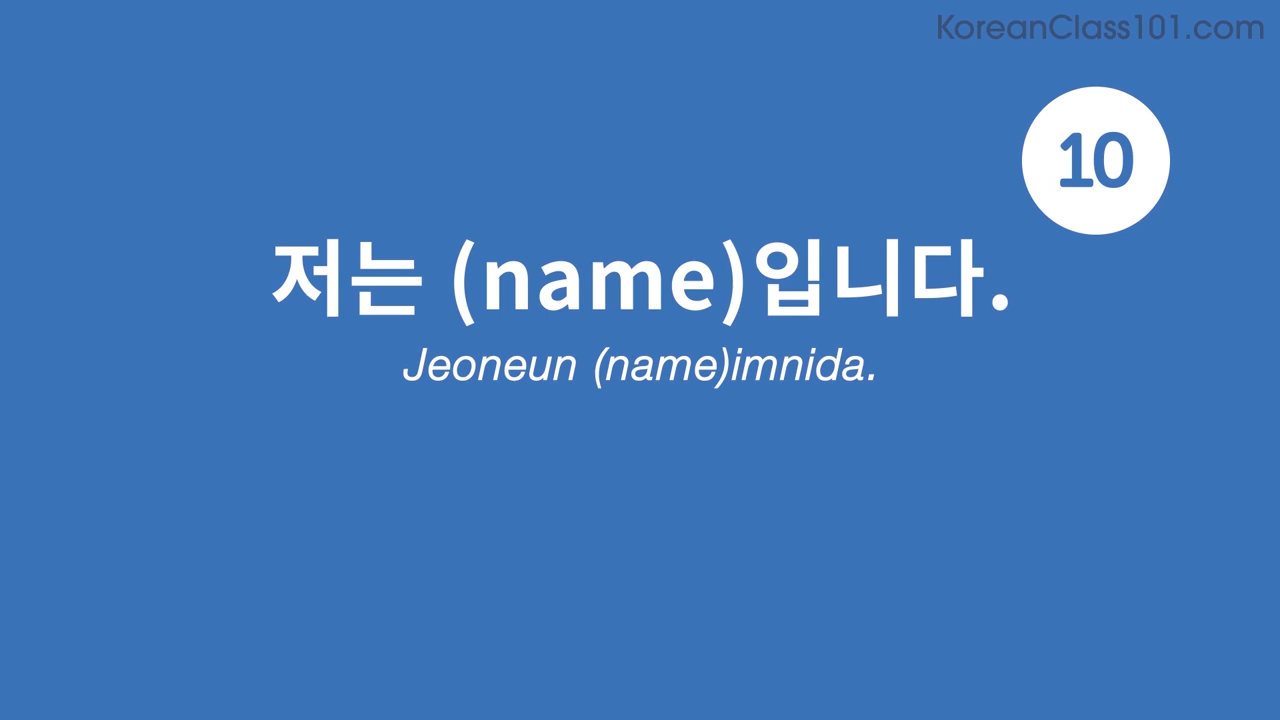 KoreanClass101.com
10
저는 (name)입니다.
Jeoneun (name)imnida.